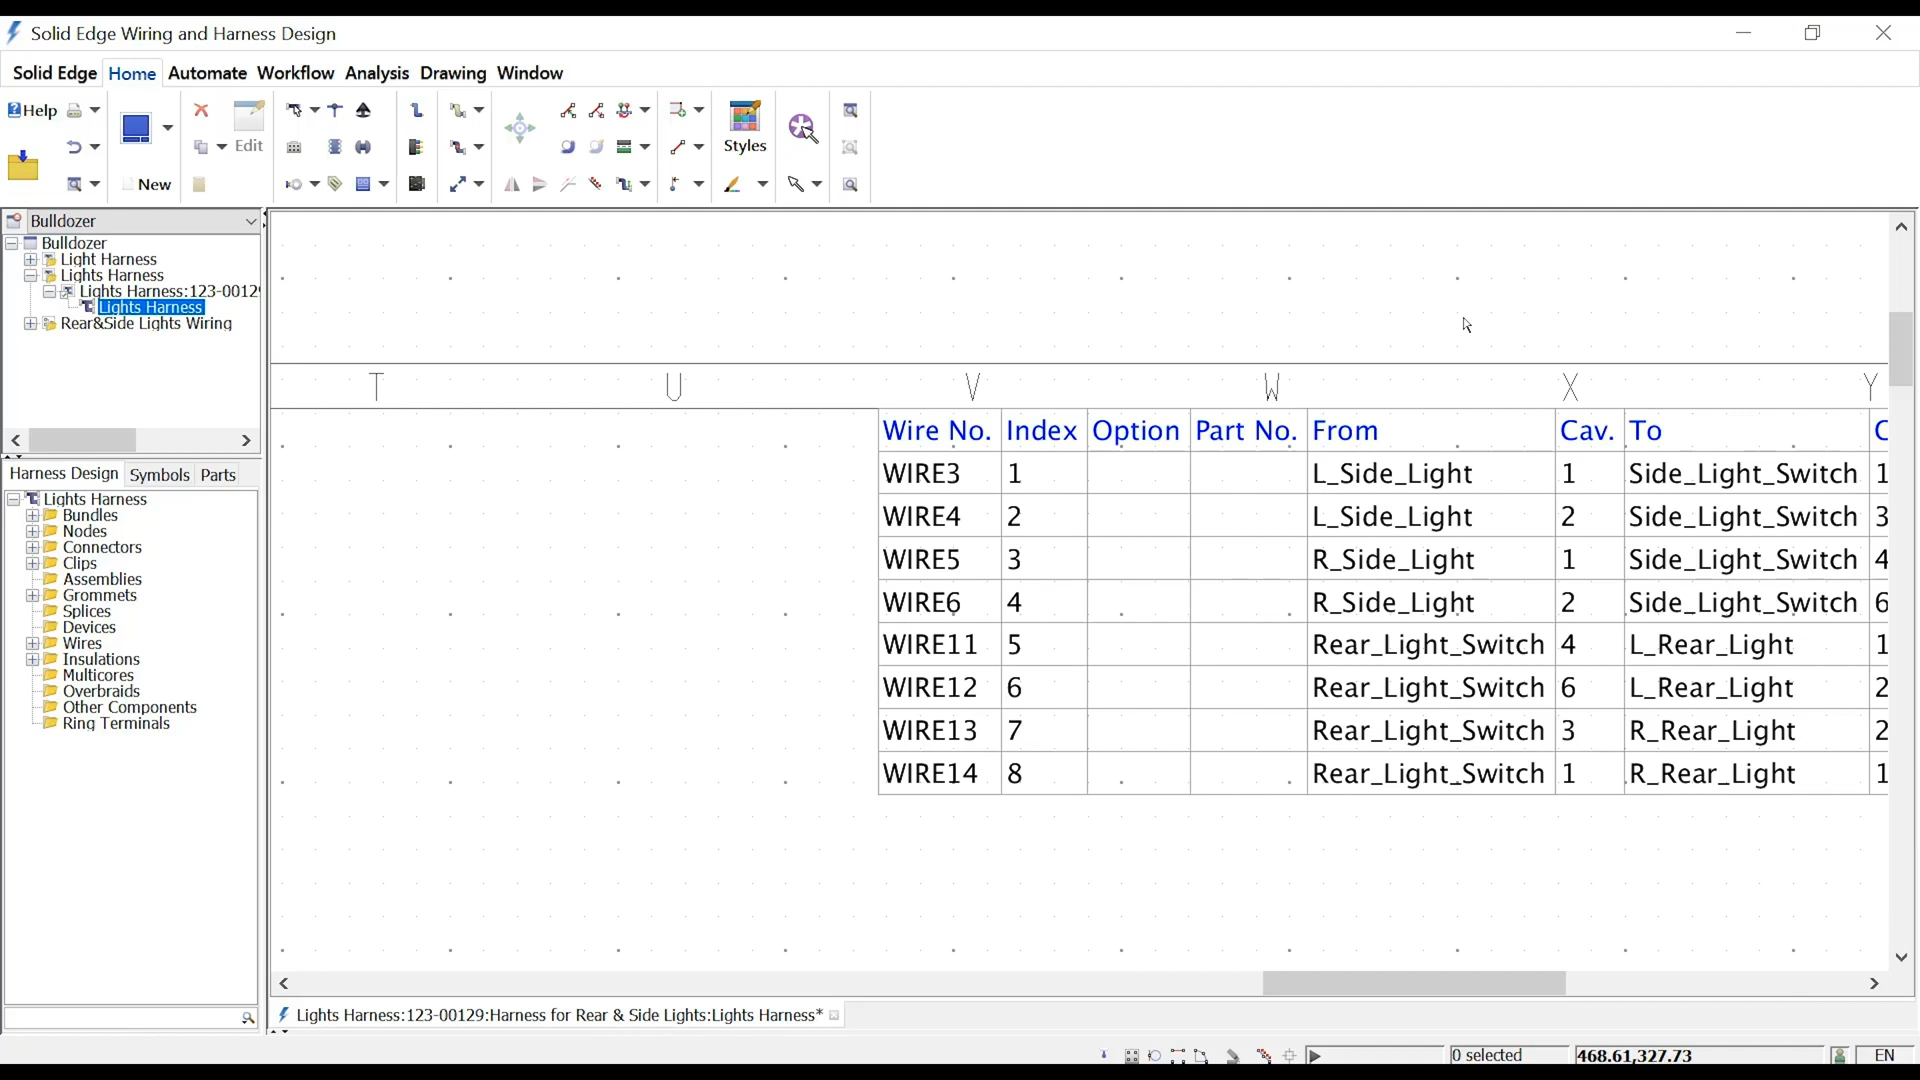 Solid Edge Wiring and Harness Design
Solid Edge Home Automate Workflow Analysis Drawing Window
Help
Edit
Styles
New
Bulldozer
Bulldozer
Light Harness
Lights Harness
Lights Harness:123-0012
Lights Harness
Rear&Side Lights Wiring
Harness Design Symbols Parts
Lights Harness
Bundles
Nodes
Connectors
Clips
Assemblies
Grommets
Splices
Devices
Wires
Insulations
Multicores
Overbraids
Other Components
Ring Terminals
T U V W X Y
Wire No. Index Option Part No. From Cav. To C
WIRE3 1 L_Side_Light 1 Side_Light_Switch 1
WIRE4 2 L_Side_Light 2 Side_Light_Switch 3
WIRE5 3 R_Side_Light 1 Side_Light_Switch 4
WIRE6 4 R_Side_Light 2 Side_Light_Switch 6
WIRE11 5 Rear_Light_Switch 4 L_Rear_Light 1
WIRE12 6 Rear_Light_Switch 6 L_Rear_Light 2
WIRE13 7 Rear_Light_Switch 3 R_Rear_Light 2
WIRE14 8 Rear_Light_Switch 1 R_Rear_Light 1
Lights Harness:123-00129:Harness for Rear & Side Lights:Lights Harness*
0 selected 468.61,327.73 EN